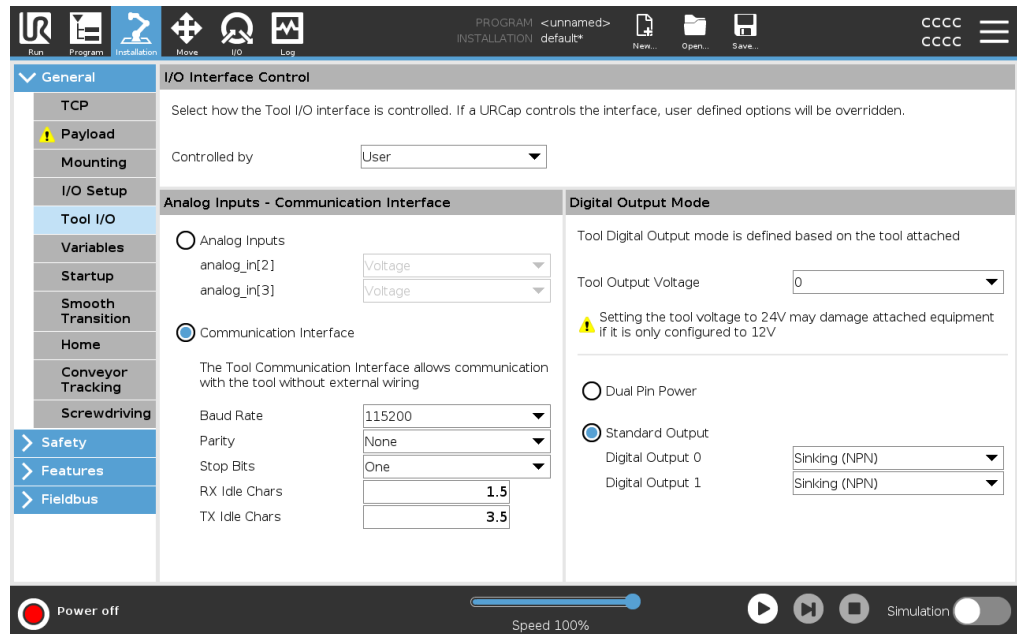 UR
Run
Program
Installation
Move
I/O
Log
PROGRAM <unnamed>
INSTALLATION default*
New...
Open...
Save...
CCCC
CCCC
General
TCP
Payload
Mounting
I/O Setup
Tool I/O
Variables
Startup
Smooth
Transition
Home
Conveyor
Tracking
Screwdriving
Safety
Features
Fieldbus
I/O Interface Control
Select how the Tool I/O interface is controlled. If a URCap controls the interface, user defined options will be overridden.
Controlled by User
Analog Inputs - Communication Interface
Analog Inputs
analog_in[2] Voltage
analog_in[3] Voltage
Communication Interface
The Tool Communication Interface allows communication
with the tool without external wiring
Baud Rate 115200
Parity None
Stop Bits One
RX Idle Chars 1.5
TX Idle Chars 3.5
Digital Output Mode
Tool Digital Output mode is defined based on the tool attached
Tool Output Voltage 0
Setting the tool voltage to 24V may damage attached equipment
if it is only configured to 12V
Dual Pin Power
Standard Output
Digital Output 0 Sinking (NPN)
Digital Output 1 Sinking (NPN)
Power off
Speed 100%
Simulation